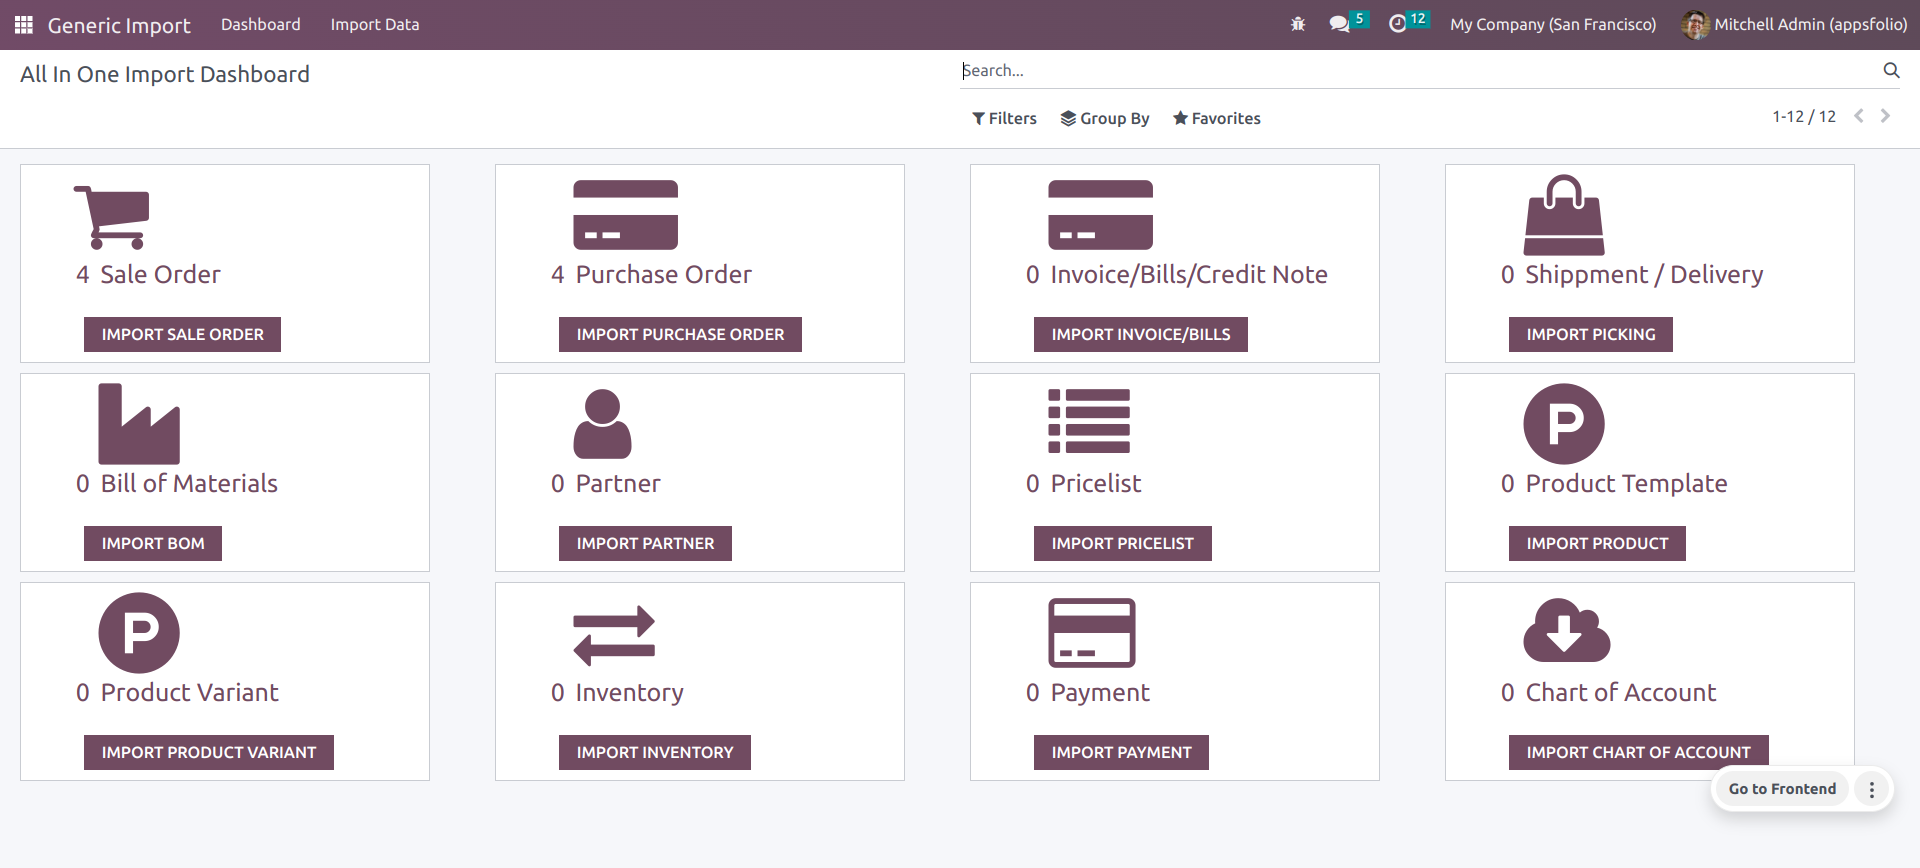 Generic Import Dashboard Import Data 5 12 My Company (San Francisco) Mitchell Admin (appsfolio)
All In One Import Dashboard
Search...
Filters Group By Favorites 1-12 / 12
4 Sale Order
IMPORT SALE ORDER
4 Purchase Order
IMPORT PURCHASE ORDER
0 Invoice/Bills/Credit Note
IMPORT INVOICE/BILLS
0 Shippment / Delivery
IMPORT PICKING
0 Bill of Materials
IMPORT BOM
0 Partner
IMPORT PARTNER
0 Pricelist
IMPORT PRICELIST
P
0 Product Template
IMPORT PRODUCT
P
0 Product Variant
IMPORT PRODUCT VARIANT
0 Inventory
IMPORT INVENTORY
0 Payment
IMPORT PAYMENT
0 Chart of Account
IMPORT CHART OF ACCOUNT
Go to Frontend